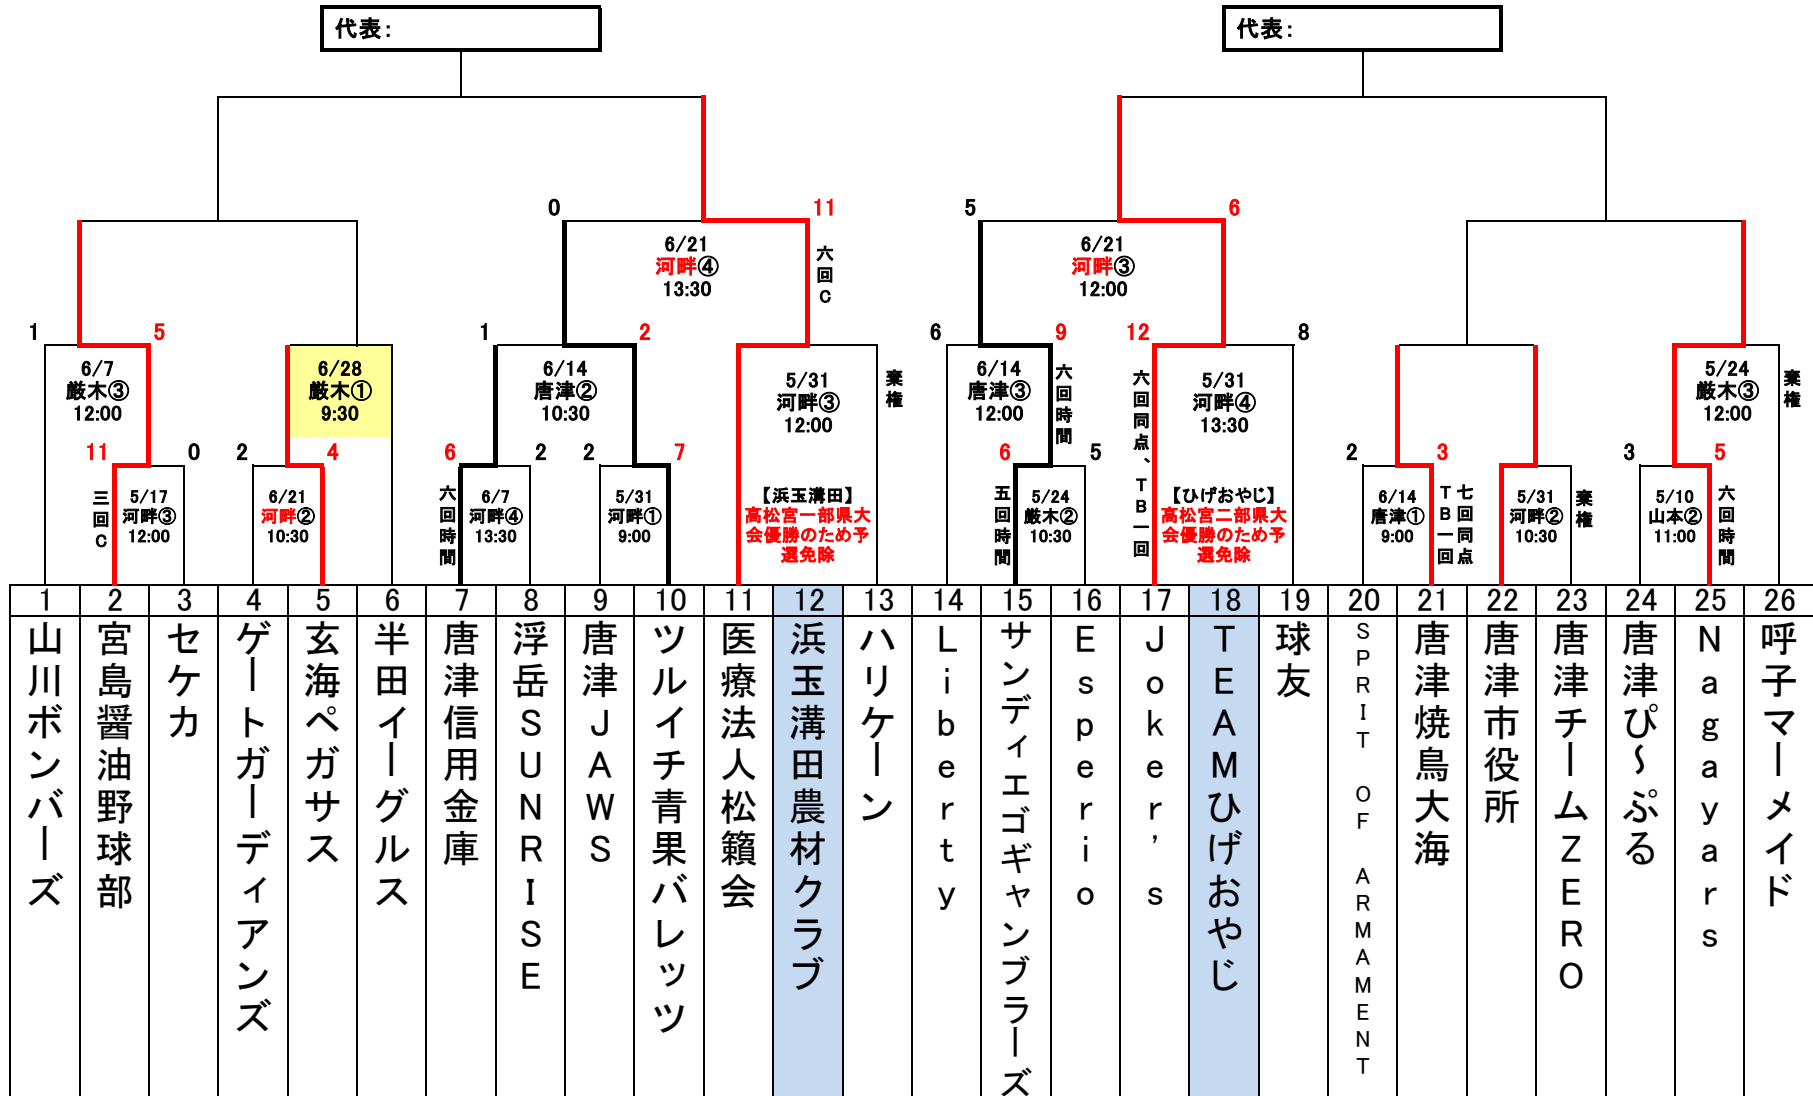 代表：
代表：
0
11
5
6
6/21
河畔④
13:30
六回C
6/21
河畔③
12:00
1
5
1
2
6
9
12
8
6/7
厳木③
12:00
6/28
厳木①
9:30
6/14
唐津②
10:30
5/31
河畔③
12:00
棄権
6/14
唐津③
12:00
六回時間
六回同点、TB一回
5/31
河畔④
13:30
5/24
厳木③
12:00
棄権
11
0
2
4
6
2
2
7
6
5
2
3
3
5
三回C
5/17
河畔③
12:00
6/21
河畔②
10:30
六回時間
6/7
河畔④
13:30
5/31
河畔①
9:00
【浜玉溝田】
高松宮一部県大
会優勝のため予
選免除
五回時間
5/24
厳木②
10:30
【ひげおやじ】
高松宮二部県大
会優勝のため予
選免除
6/14
唐津①
9:00
七回同点
TB一回
5/31
河畔②
10:30
棄権
5/10
山本②
11:00
六回時間
1
2
3
4
5
6
7
8
9
10
11
12
13
14
15
16
17
18
19
20
21
22
23
24
25
26
山川ボンバーズ
宮島醤油野球部
セケカ
ゲートガーディアンズ
玄海ペガサス
半田イーグルス
唐津信用金庫
浮岳SUNRISE
唐津JAWS
ツルイチ青果バレッツ
医療法人松籟会
浜玉溝田農材クラブ
ハリケーン
Liberty
サンディエゴギャンブラーズ
Esperio
Joker's
TEAMひげおやじ
球友
SPRIT OF ARMAMENT
唐津焼鳥大海
唐津市役所
唐津チームZERO
唐津ぴ～ぷる
Nagayars
呼子マーメイド